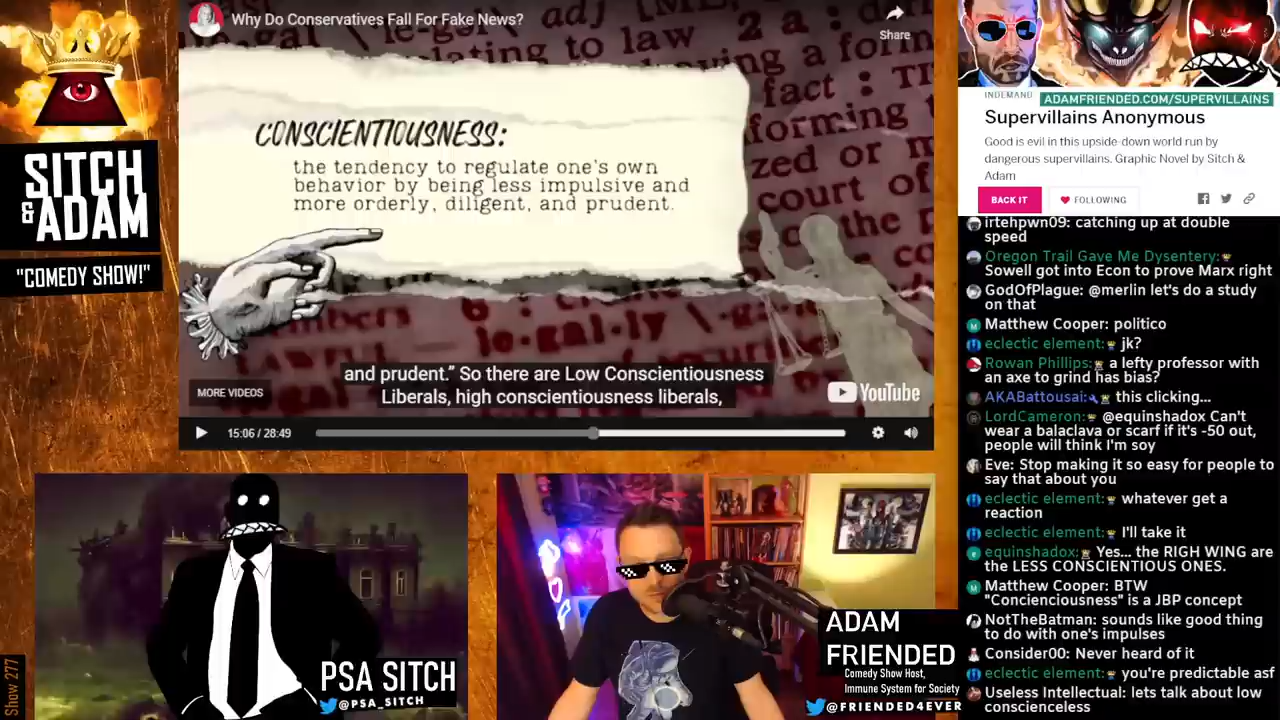 Why Do Conservatives Fall For Fake News?
Share
CONSCIENTIOUSNESS:
the tendency to regulate one's own
behavior by being less impulsive and
more orderly, diligent, and prudent.
and prudent." So there are Low Conscientiousness
Liberals, high conscientiousness liberals,
MORE VIDEOS
YouTube
15:06 / 28:49
SITCH
& ADAM
"COMEDY SHOW!"
Show 277
PSA SITCH
@PSA_SITCH
ADAM
FRIENDED
Comedy Show Host,
Immune System for Society
@FRIENDED4EVER
INDEMAND
ADAMFRIENDED.COM/SUPERVILLAINS
Supervillains Anonymous
Good is evil in this upside-down world run by
dangerous supervillains. Graphic Novel by Sitch &
Adam
BACK IT
FOLLOWING
irtehpwn09: catching up at double
speed
Oregon Trail Gave Me Dysentery:
Sowell got into Econ to prove Marx right
GodOfPlague: @merlin let's do a study
on that
Matthew Cooper: politico
eclectic element: jk?
Rowan Phillips: a lefty professor with
an axe to grind has bias?
AKABattousai: this clicking...
LordCameron: @equinshadox Can't
wear a balaclava or scarf if it's -50 out,
people will think I'm soy
Eve: Stop making it so easy for people to
say that about you
eclectic element: whatever get a
reaction
eclectic element: I'll take it
equinshadox: Yes... the RIGH WING are
the LESS CONSCIENTIOUS ONES.
Matthew Cooper: BTW
"Concienciousness" is a JBP concept
NotTheBatman: sounds like good thing
to do with one's impulses
Consider00: Never heard of it
eclectic element: you're predictable asf
Useless Intellectual: lets talk about low
conscienceless